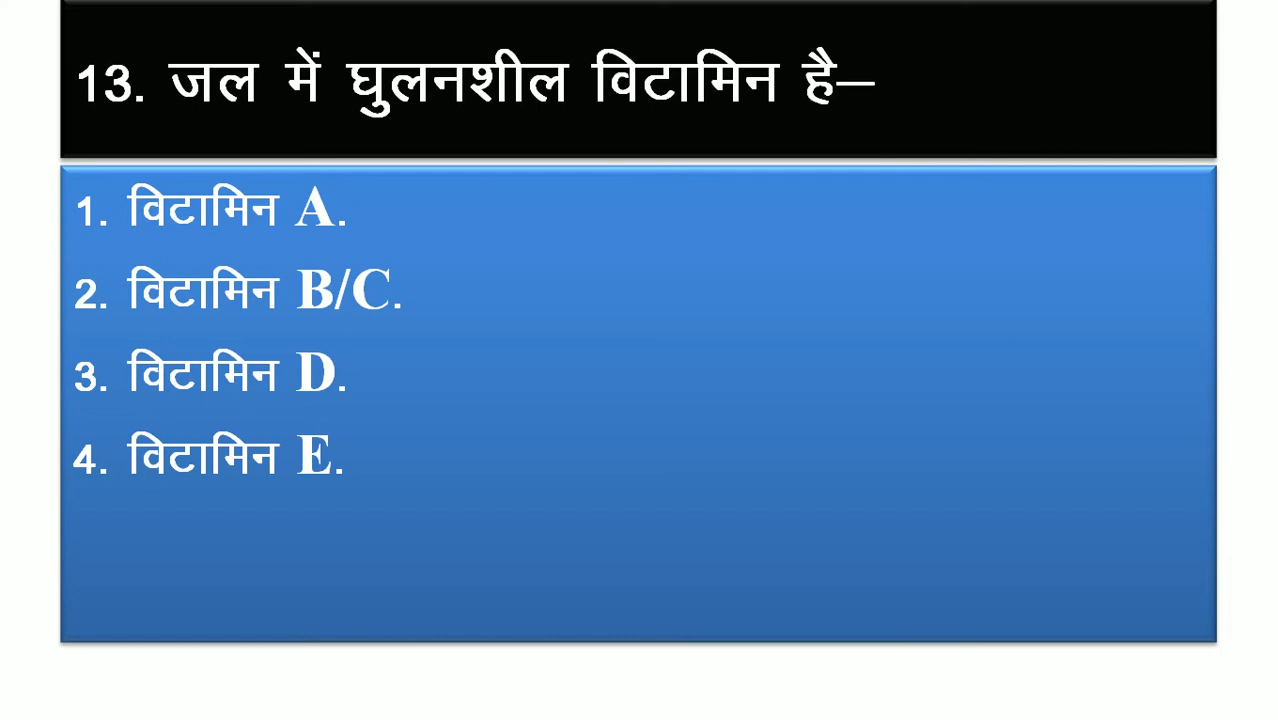 13. जल में घुलनशील विटामिन है–
1. विटामिन A.
2. विटामिन B/C.
3. विटामिन D.
4. विटामिन E.